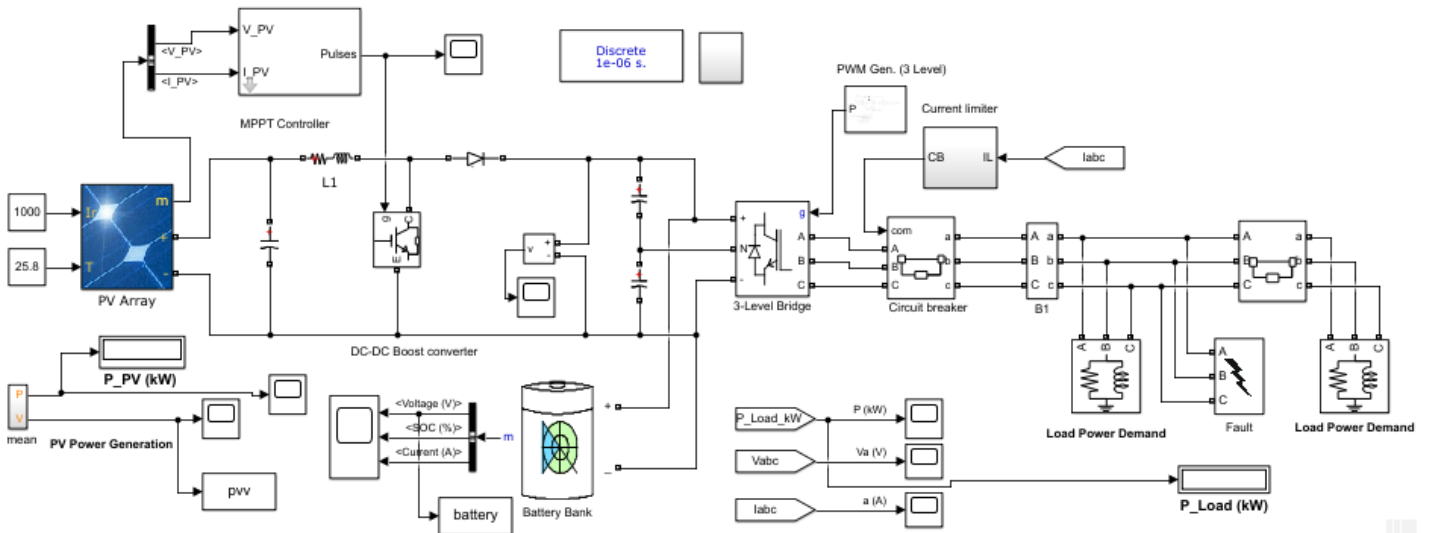 <V_PV>
<I_PV>
V_PV
I_PV
Pulses
MPPT Controller
Discrete
1e-06 s.
PWM Gen. (3 Level)
P
Current limiter
CB
IL
Iabc
1000
25.8
Ir
T
m
+
-
PV Array
L1
g
C
E
v
+
-
DC-DC Boost converter
+
N
-
g
A
B
C
3-Level Bridge
com
A
B
C
a
b
c
Circuit breaker
A
B
C
a
b
c
B1
A
B
C
a
b
c
A
B
C
Load Power Demand
A
B
C
Fault
A
B
C
Load Power Demand
P_PV (kW)
P
V
mean
PV Power Generation
pvv
<Voltage (V)>
<SOC (%)>
<Current (A)>
m
battery
+
_
Battery Bank
P_Load_kW
P (kW)
Vabc
Va (V)
Iabc
a (A)
P_Load (kW)